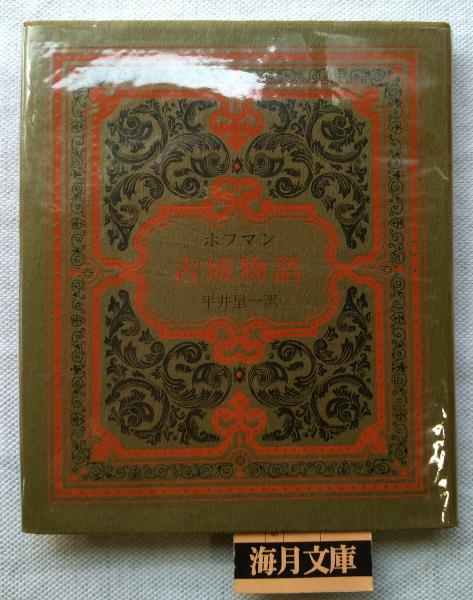 ホフマン
古城物語
平井呈一訳
海月文庫